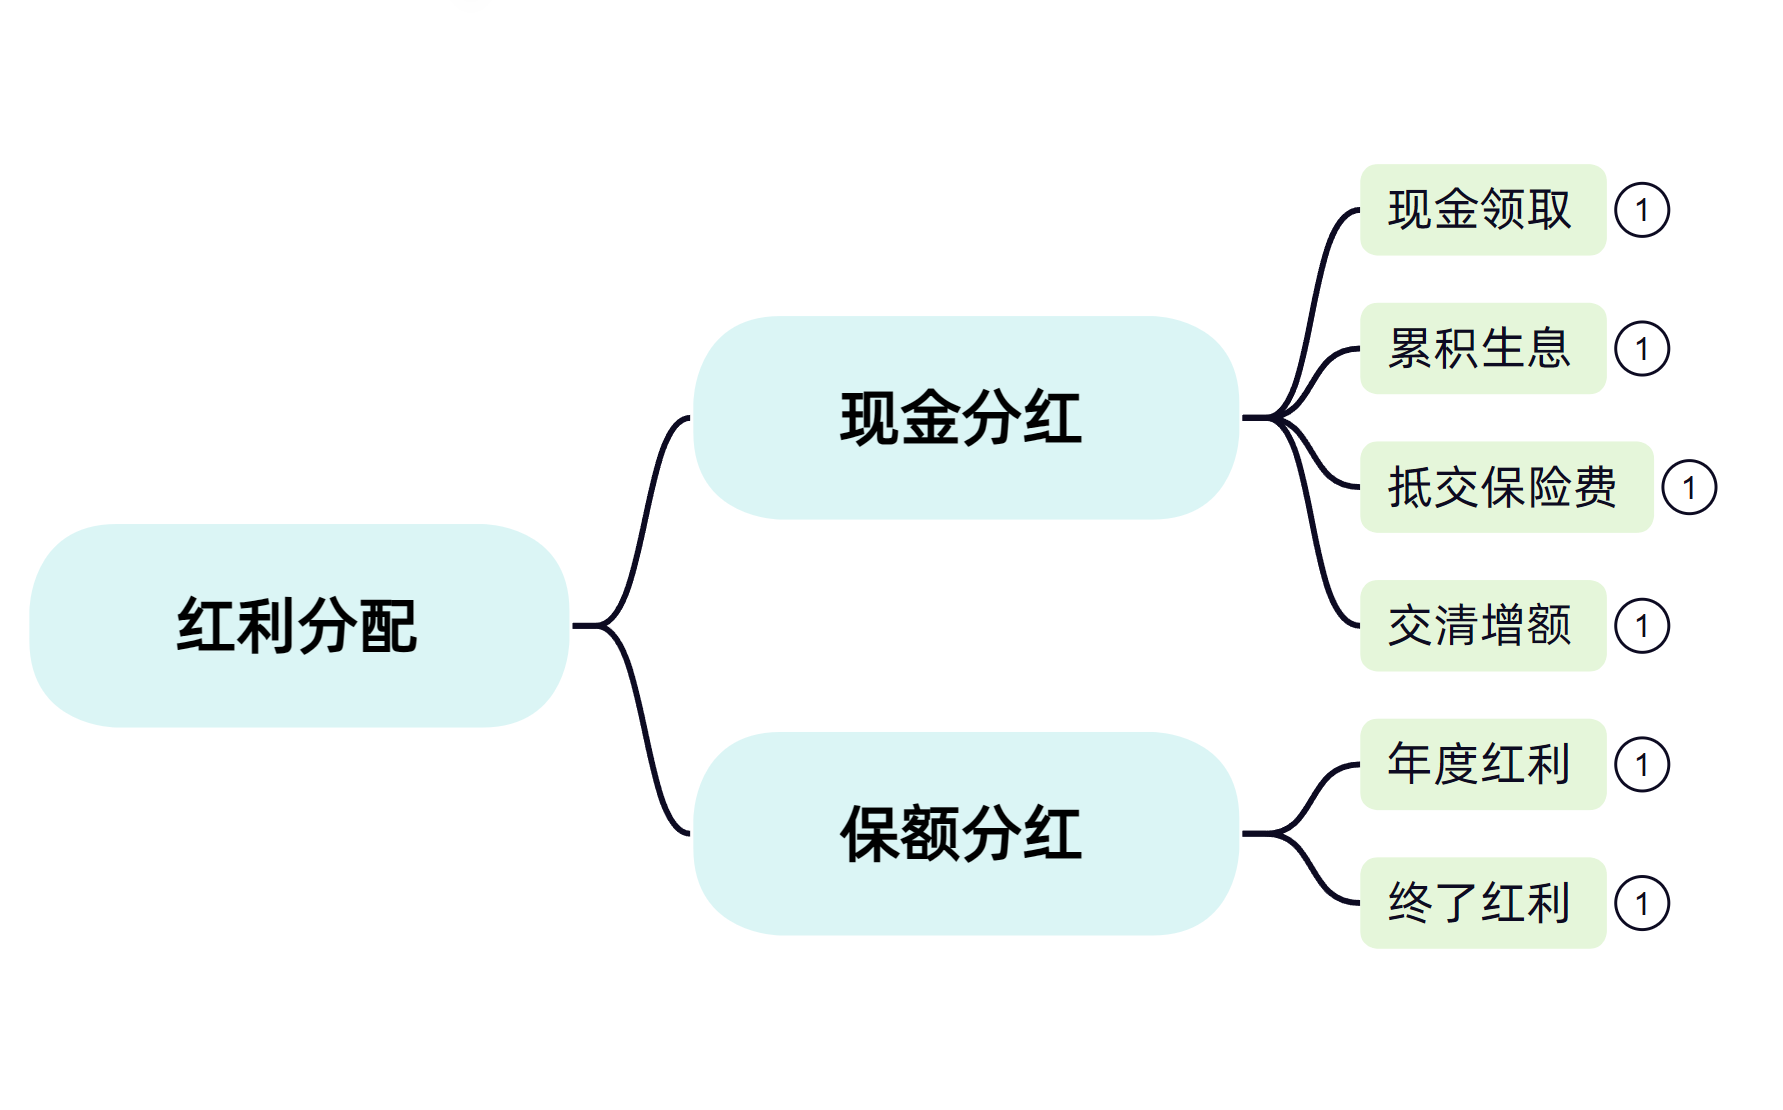 红利分配
现金分红
现金领取 1
累积生息 1
抵交保险费 1
交清增额 1
保额分红
年度红利 1
终了红利 1